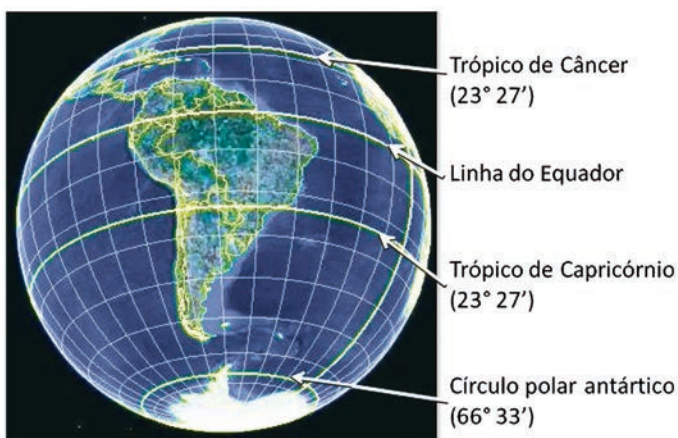 Trópico de Câncer
(23° 27’)
Linha do Equador
Trópico de Capricórnio
(23° 27’)
Círculo polar antártico
(66° 33’)